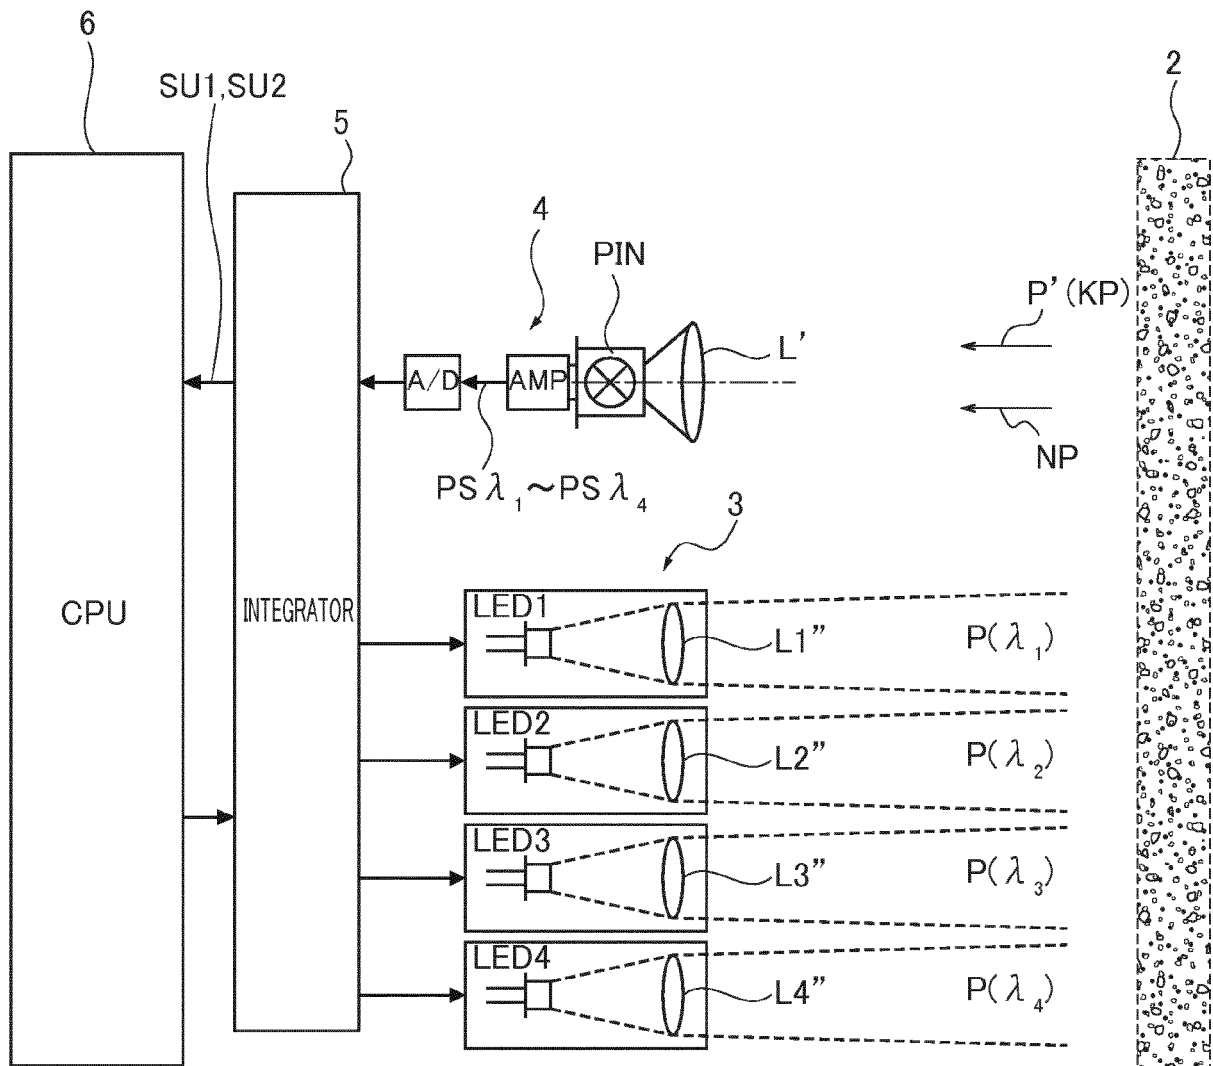 6
SU1,SU2
5
2
4
PIN
P'(KP)
L'
A/D
AMP
NP
PSλ₁~PSλ₄
3
CPU
INTEGRATOR
LED1
L1”
P(λ₁)
LED2
L2”
P(λ₂)
LED3
L3”
P(λ₃)
LED4
L4”
P(λ₄)